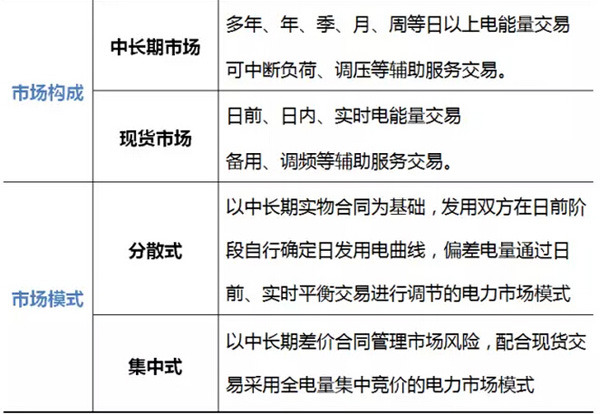 市场构成
中长期市场
多年、年、季、月、周等日以上电能量交易
可中断负荷、调压等辅助服务交易。
现货市场
日前、日内、实时电能量交易
备用、调频等辅助服务交易。
市场模式
分散式
以中长期实物合同为基础，发用双方在日前阶
段自行确定日发用电曲线，偏差电量通过日
前、实时平衡交易进行调节的电力市场模式
集中式
以中长期差价合同管理市场风险，配合现货交
易采用全电量集中竞价的电力市场模式